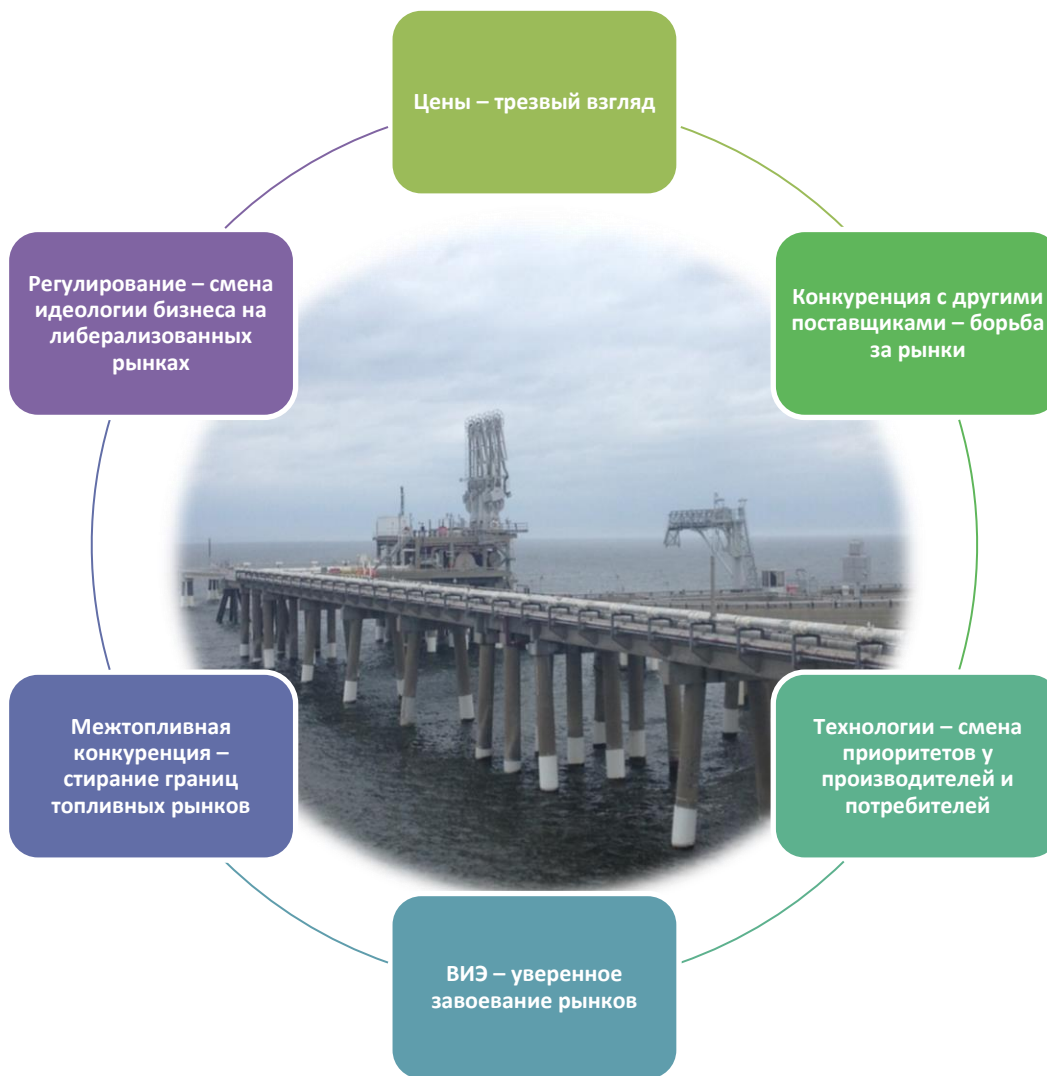 Цены – трезвый взгляд
Конкуренция с другими
поставщиками – борьба
за рынки
Технологии – смена
приоритетов у
производителей и
потребителей
ВИЭ – уверенное
завоевание рынков
Межтопливная
конкуренция –
стирание границ
топливных рынков
Регулирование – смена
идеологии бизнеса на
либерализованных
рынках